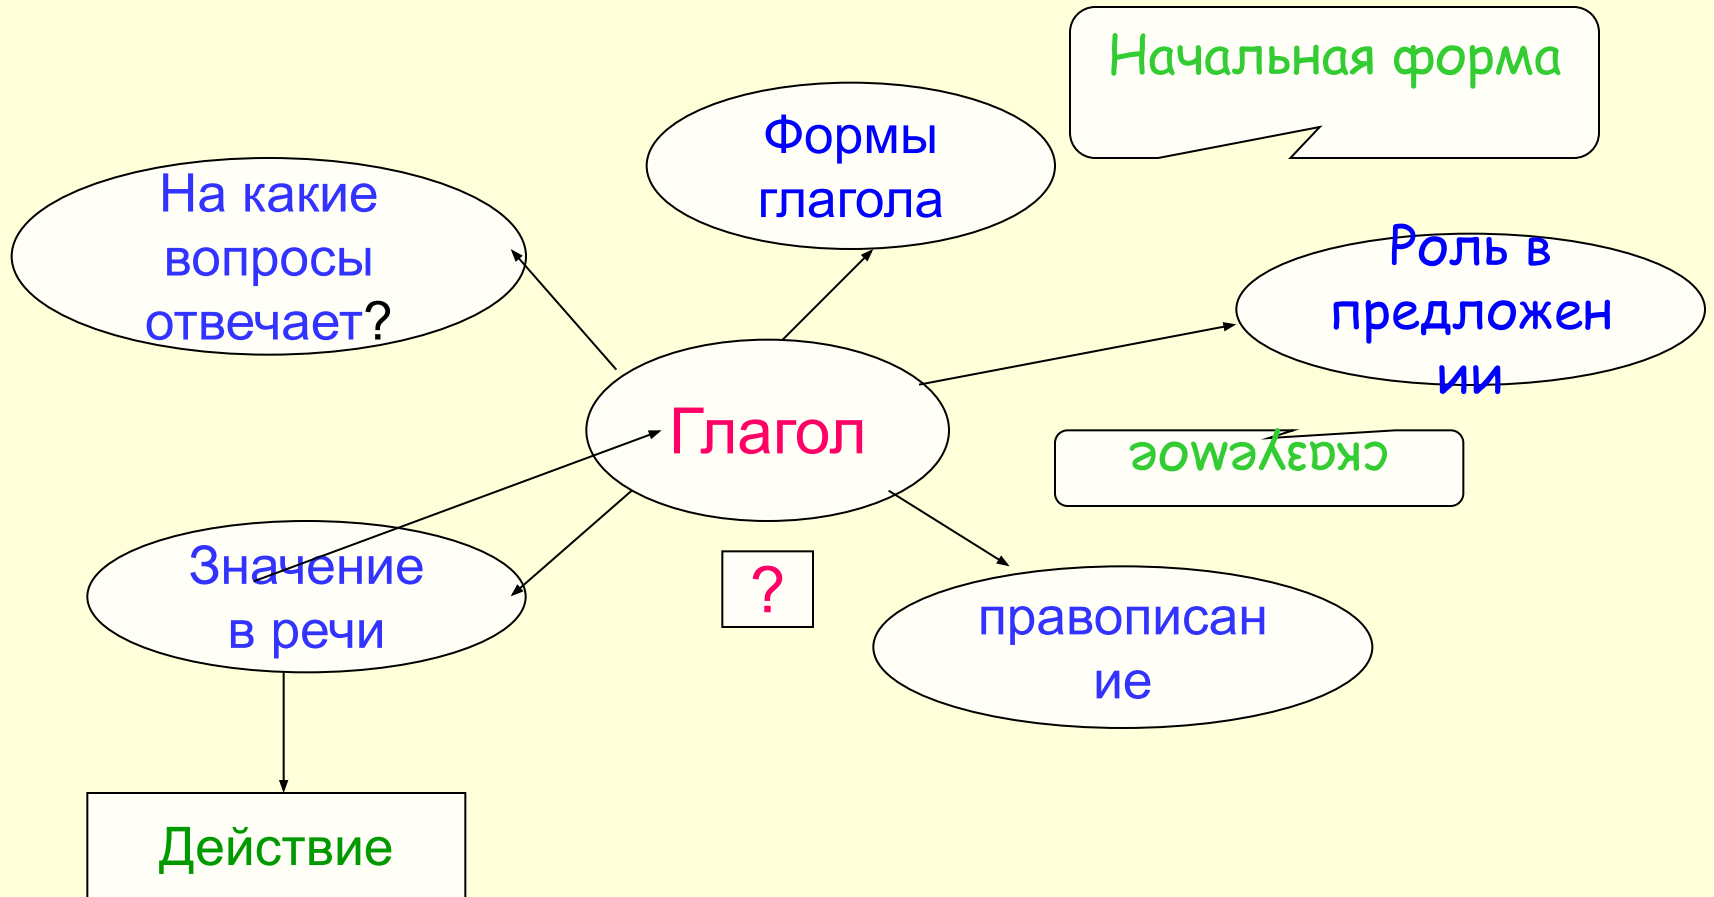 Начальная форма
Формы
глагола
На какие
вопросы
отвечает?
Роль в
предложен
ии
Глагол
сказуемое
Значение
в речи
?
правописан
ие
Действие